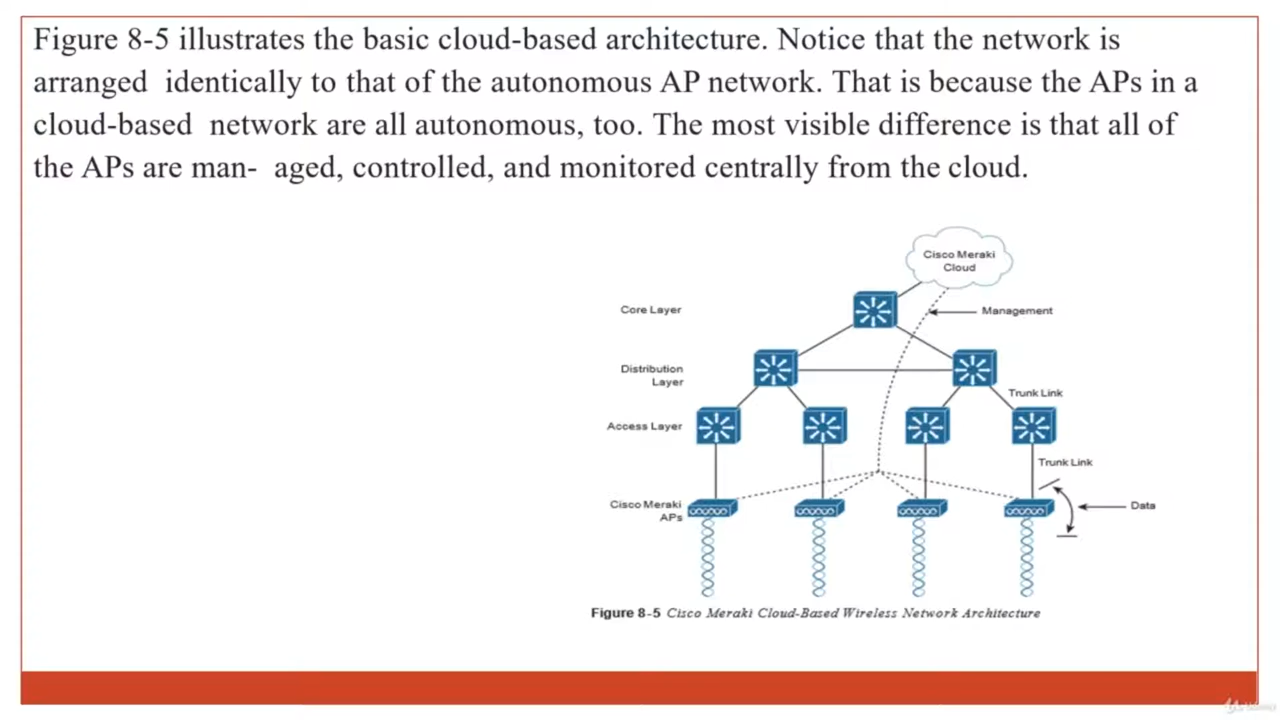 Figure 8-5 illustrates the basic cloud-based architecture. Notice that the network is
arranged identically to that of the autonomous AP network. That is because the APs in a
cloud-based network are all autonomous, too. The most visible difference is that all of
the APs are man- aged, controlled, and monitored centrally from the cloud.
Cisco Meraki
Cloud
Core Layer
Management
Distribution
Layer
Trunk Link
Access Layer
Trunk Link
Cisco Meraki
APs
Data
Figure 8-5 Cisco Meraki Cloud-Based Wireless Network Architecture